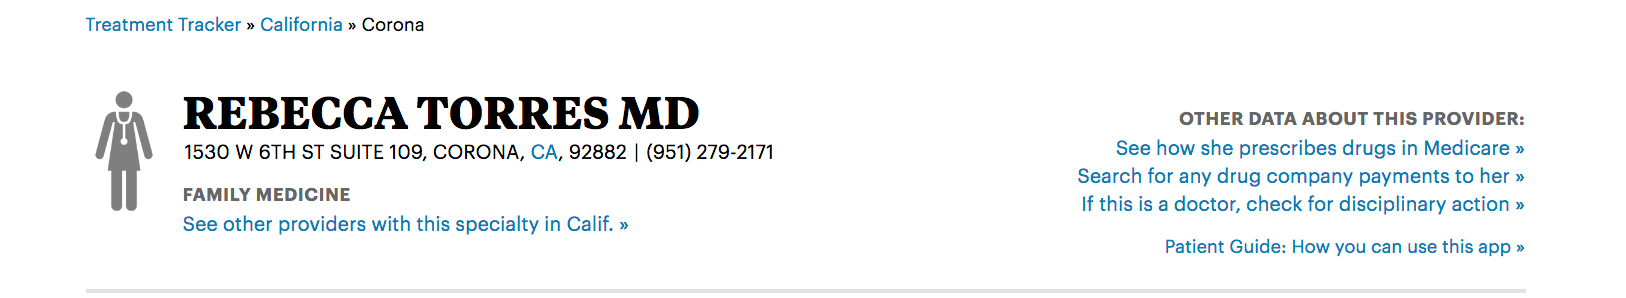 Treatment Tracker » California » Corona
REBECCA TORRES MD
1530 W 6TH ST SUITE 109, CORONA, CA, 92882 | (951) 279-2171
FAMILY MEDICINE
See other providers with this specialty in Calif. »
OTHER DATA ABOUT THIS PROVIDER:
See how she prescribes drugs in Medicare »
Search for any drug company payments to her »
If this is a doctor, check for disciplinary action »
Patient Guide: How you can use this app »